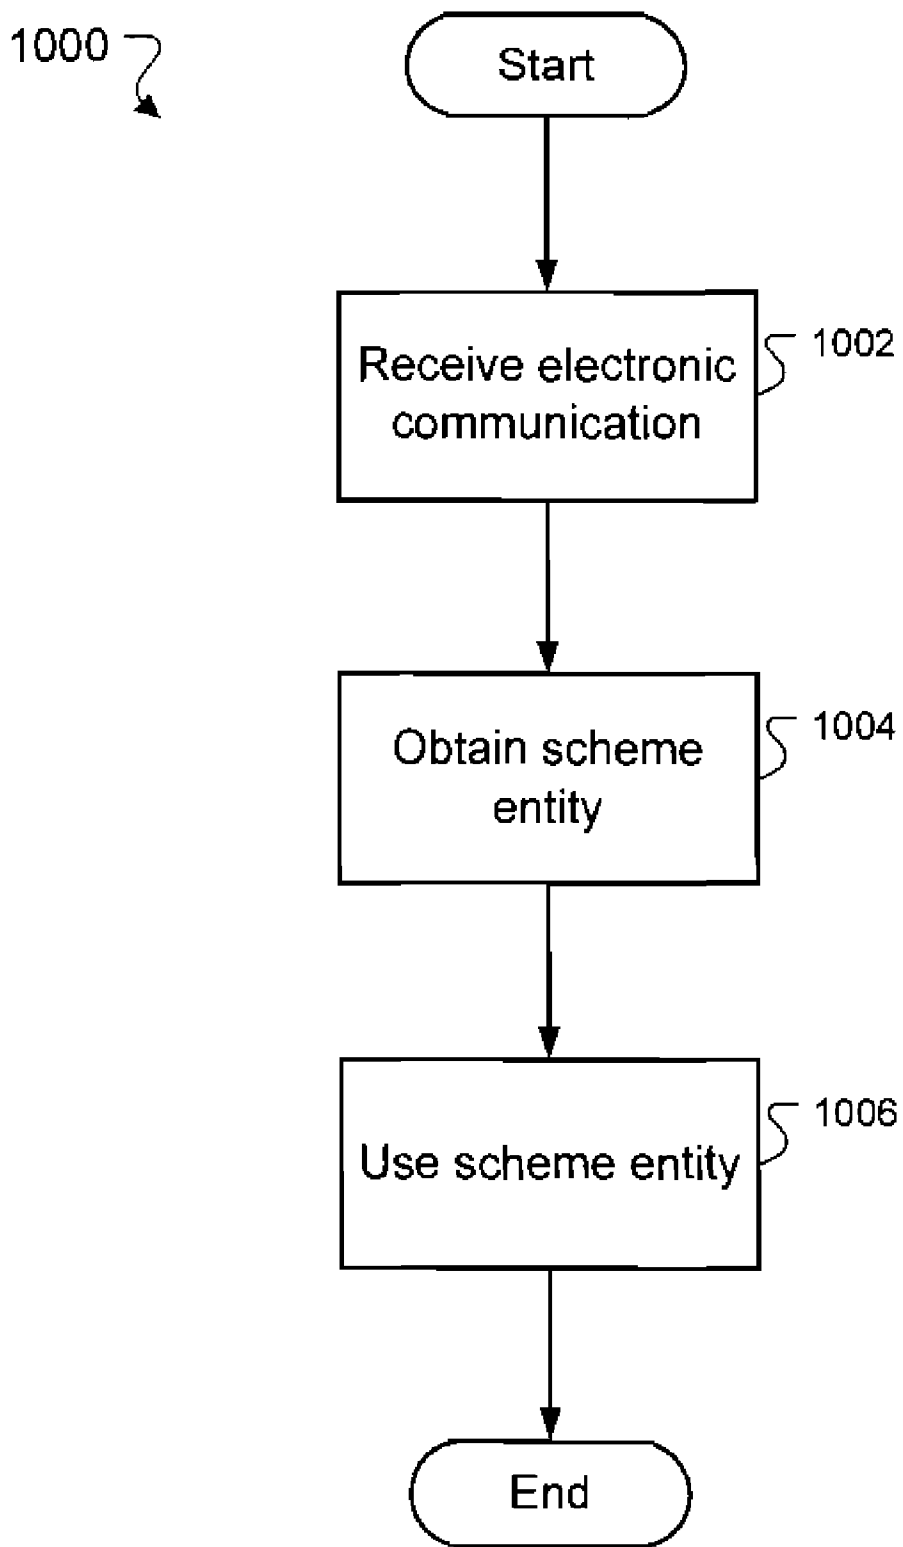 1000
Start
Receive electronic
communication
1002
Obtain scheme
entity
1004
Use scheme entity
1006
End